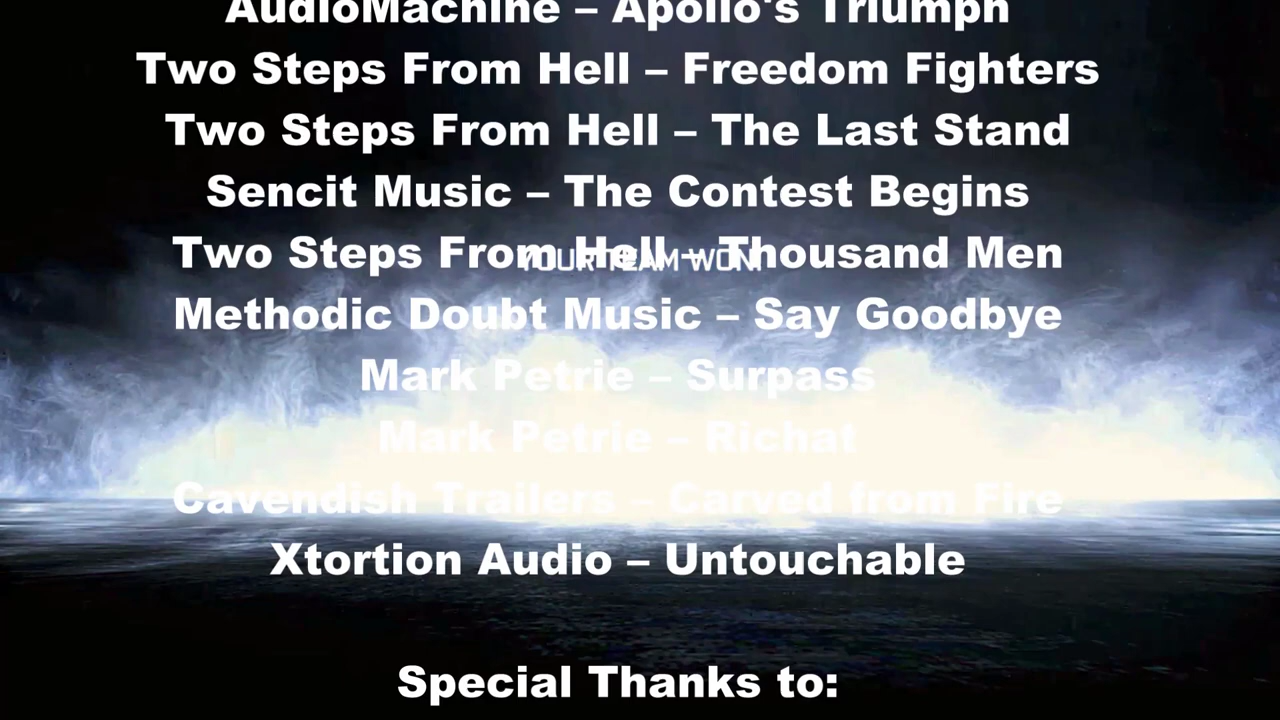 AudioMachine – Apollo's Triumph
Two Steps From Hell – Freedom Fighters
Two Steps From Hell – The Last Stand
Sencit Music – The Contest Begins
Two Steps From Hell – Thousand Men
YOUR TEAM WON!
Methodic Doubt Music – Say Goodbye
Mark Petrie – Surpass
Mark Petrie – Richat
Cavendish Trailers – Carved from Fire
Xtortion Audio – Untouchable
Special Thanks to: